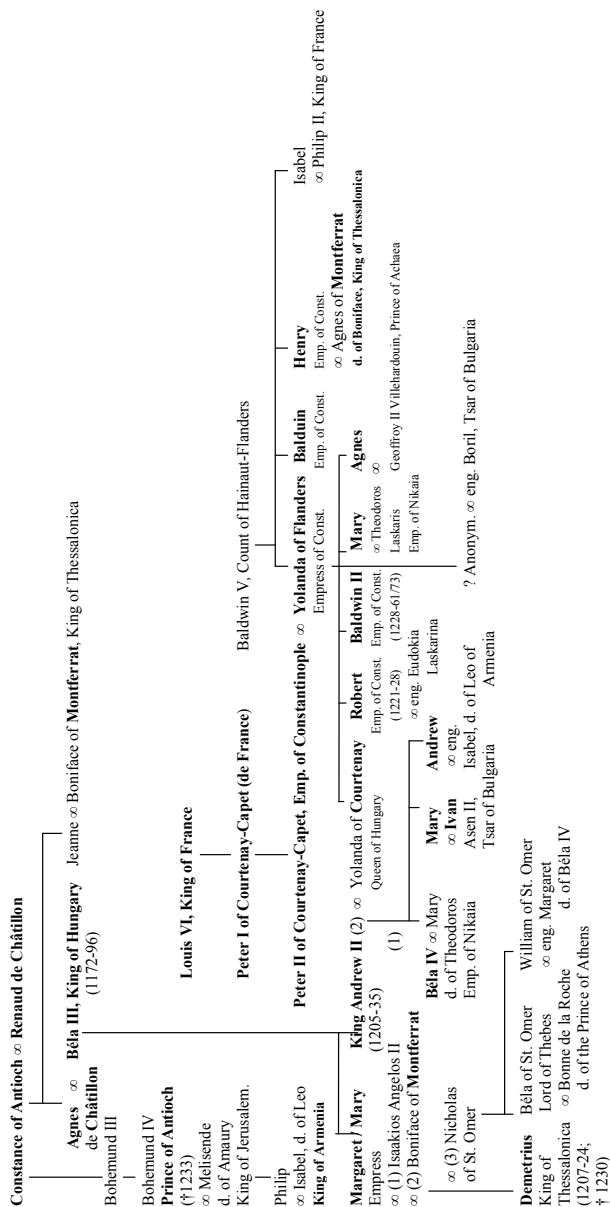 Constance of Antioch ∞ Renaud de Châtillon
Agnes ∞ Béla III, King of Hungary
de Châtillon (1172-96)
Jeanne ∞ Boniface of Montferrat, King of Thessalonica
Bohemund III
Louis VI, King of France
Bohemund IV
Prince of Antioch
(†1233)
∞ Melisende
d. of Amaury
King of Jerusalem.
Peter I of Courtenay-Capet (de France)
Baldwin V, Count of Hainaut-Flanders
Philip
∞ Isabel, d. of Leo
King of Armenia
Peter II of Courtenay-Capet, Emp. of Constantinople ∞ Yolanda of Flanders
Empress of Const.
Balduin
Emp. of Const.
Henry
Emp. of Const.
∞ Agnes of Montferrat
d. of Boniface, King of Thessalonica
Isabel
∞ Philip II, King of France
Margaret / Mary
Empress
∞ (1) Isaakios Angelos II
∞ (2) Boniface of Montferrat
King Andrew II (2) ∞ Yolanda of Courtenay
(1205-35)
Queen of Hungary
(1)
Robert
Emp. of Const.
(1221-28)
∞ eng. Eudokia
Laskarina
Baldwin II
Emp. of Const.
(1228-61/73)
Mary
∞ Theodoros
Laskaris
Emp. of Nikaia
Agnes
∞
Geoffroy II Villehardouin, Prince of Achaea
? Anonym. ∞ eng. Boril, Tsar of Bulgaria
∞ (3) Nicholas
of St. Omer
Béla IV ∞ Mary
d. of Theodoros
Emp. of Nikaia
Mary
∞ Ivan
Asen II,
Tsar of Bulgaria
Andrew
∞ eng.
Isabel, d. of Leo of
Armenia
Demetrius
King of
Thessalonica
(1207-24;
† 1230)
Béla of St. Omer
Lord of Thebes
∞ Bonne de la Roche
d. of the Prince of Athens
William of St. Omer
∞ eng. Margaret
d. of Béla IV